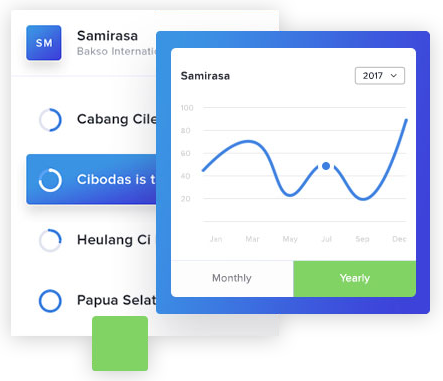 SM
Samirasa
Bakso Internati
Cabang Cile
Cibodas is t
Heulang Ci
Papua Selat
Samirasa
2017
100
80
60
40
20
Jan
Mar
May
Jul
Sep
Dec
Monthly
Yearly